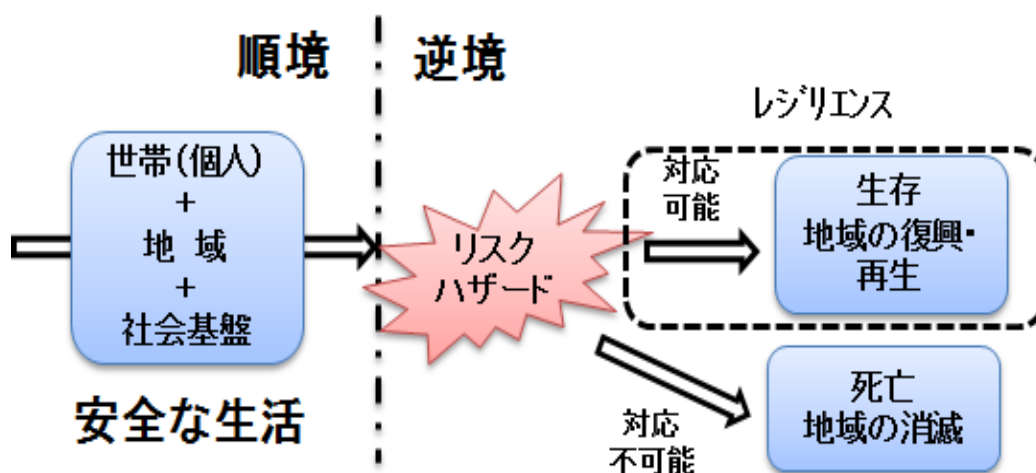 順境
逆境
レジリエンス
世帯(個人)
+
地域
+
社会基盤
安全な生活
リスク
ハザード
対応
可能
生存
地域の復興・
再生
対応
不可能
死亡
地域の消滅